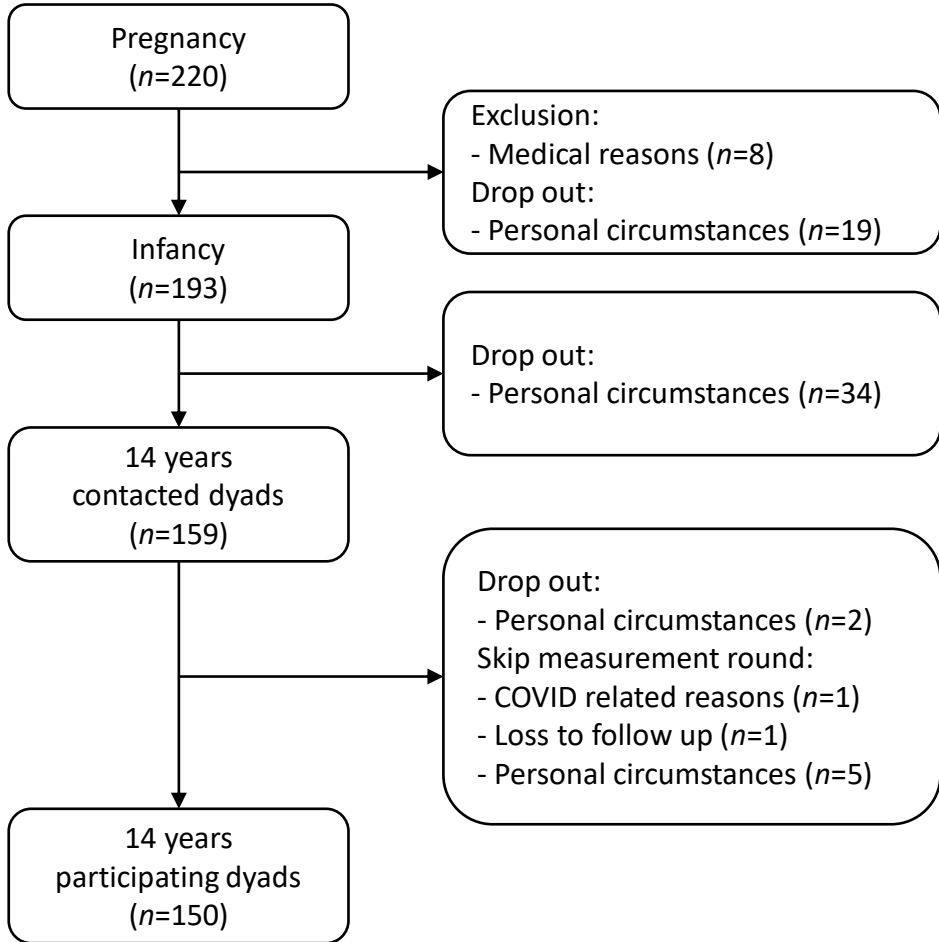 Pregnancy
(n=220)
Exclusion:
- Medical reasons (n=8)
Drop out:
- Personal circumstances (n=19)
Infancy
(n=193)
Drop out:
- Personal circumstances (n=34)
14 years
contacted dyads
(n=159)
Drop out:
- Personal circumstances (n=2)
Skip measurement round:
- COVID related reasons (n=1)
- Loss to follow up (n=1)
- Personal circumstances (n=5)
14 years
participating dyads
(n=150)